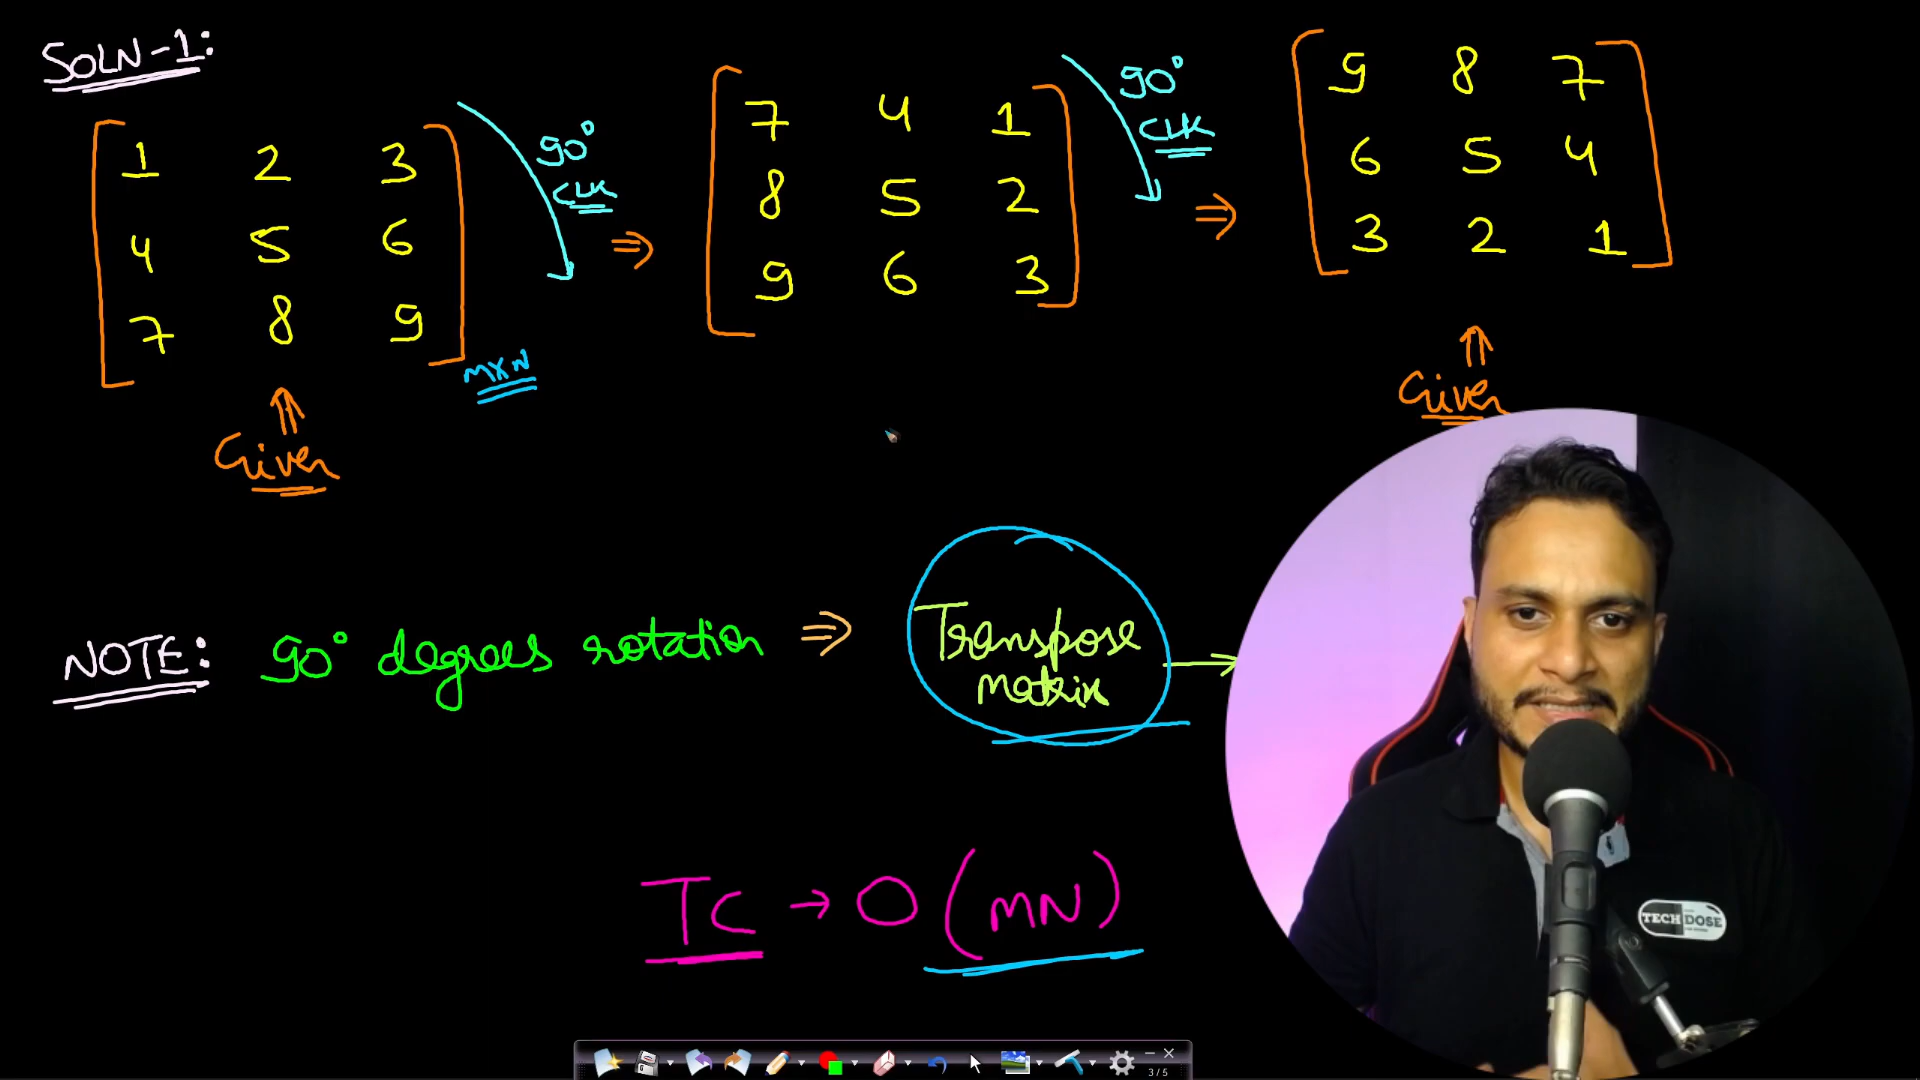 SOLN-1:
1 2 3
4 5 6
7 8 9
MXN
Given
90°
CLK
⇒
7 4 1
8 5 2
9 6 3
90°
CLK
⇒
9 8 7
6 5 4
3 2 1
Given
NOTE: 90° degrees rotation ⇒ Transpose
matrix →
TC → O(MN)
TECH DOSE
3/5